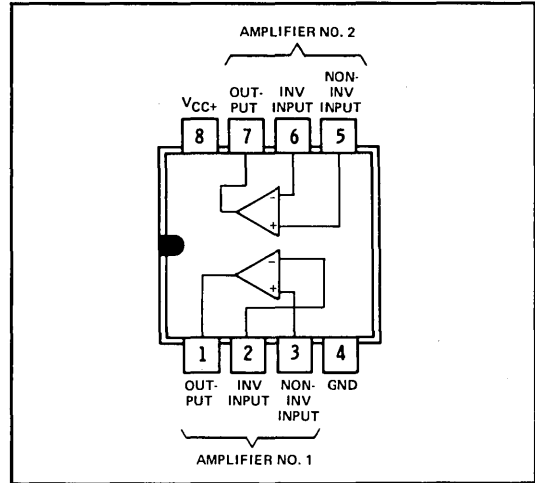 AMPLIFIER NO. 2
VCC+
OUT-
PUT
INV
INPUT
NON-
INV
INPUT
8 7 6 5
-
+
-
+
1 2 3 4
OUT-
PUT
INV
INPUT
NON-
INV
INPUT
GND
AMPLIFIER NO. 1